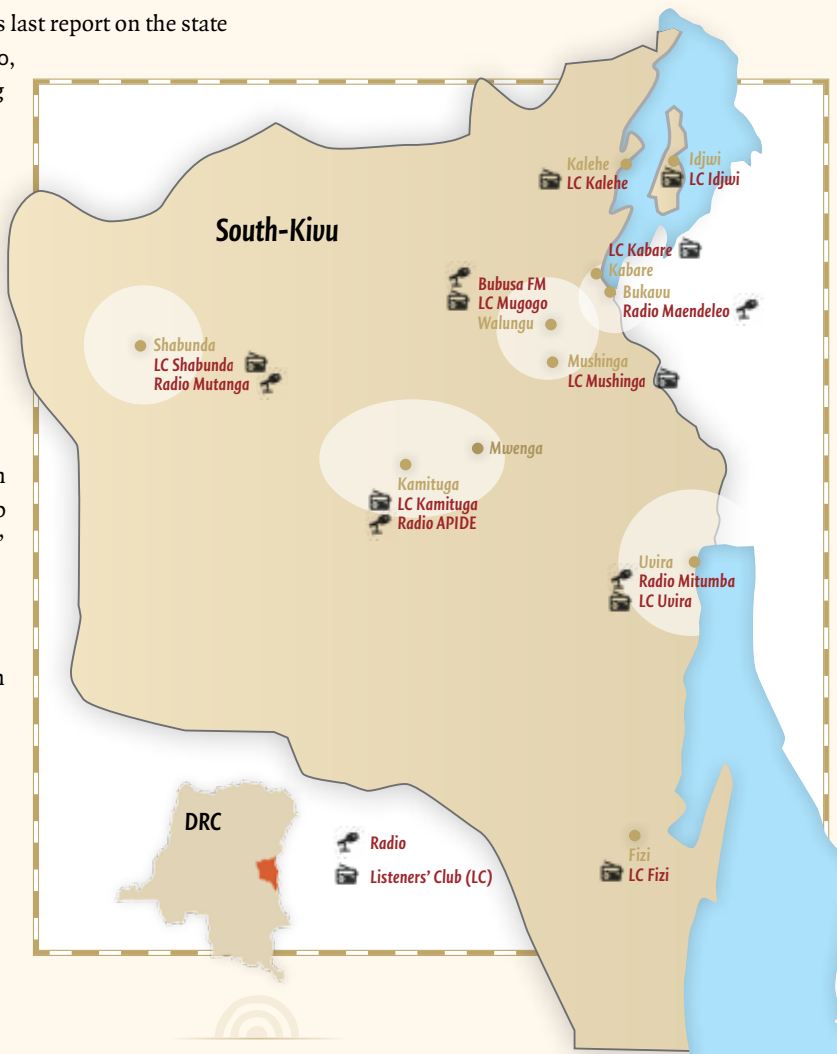 s last report on the state
o,
g
Kalehe
LC Kalehe
Idjwi
LC Idjwi
South-Kivu
LC Kabare
Kabare
Bukavu
Radio Maendeleo
Bubusa FM
LC Mugogo
Walungu
Shabunda
LC Shabunda
Radio Mutanga
Mushinga
LC Mushinga
Mwenga
Kamituga
LC Kamituga
Radio APIDE
n
o
,
Uvira
Radio Mitumba
LC Uvira
n
DRC
Radio
Listeners' Club (LC)
Fizi
LC Fizi